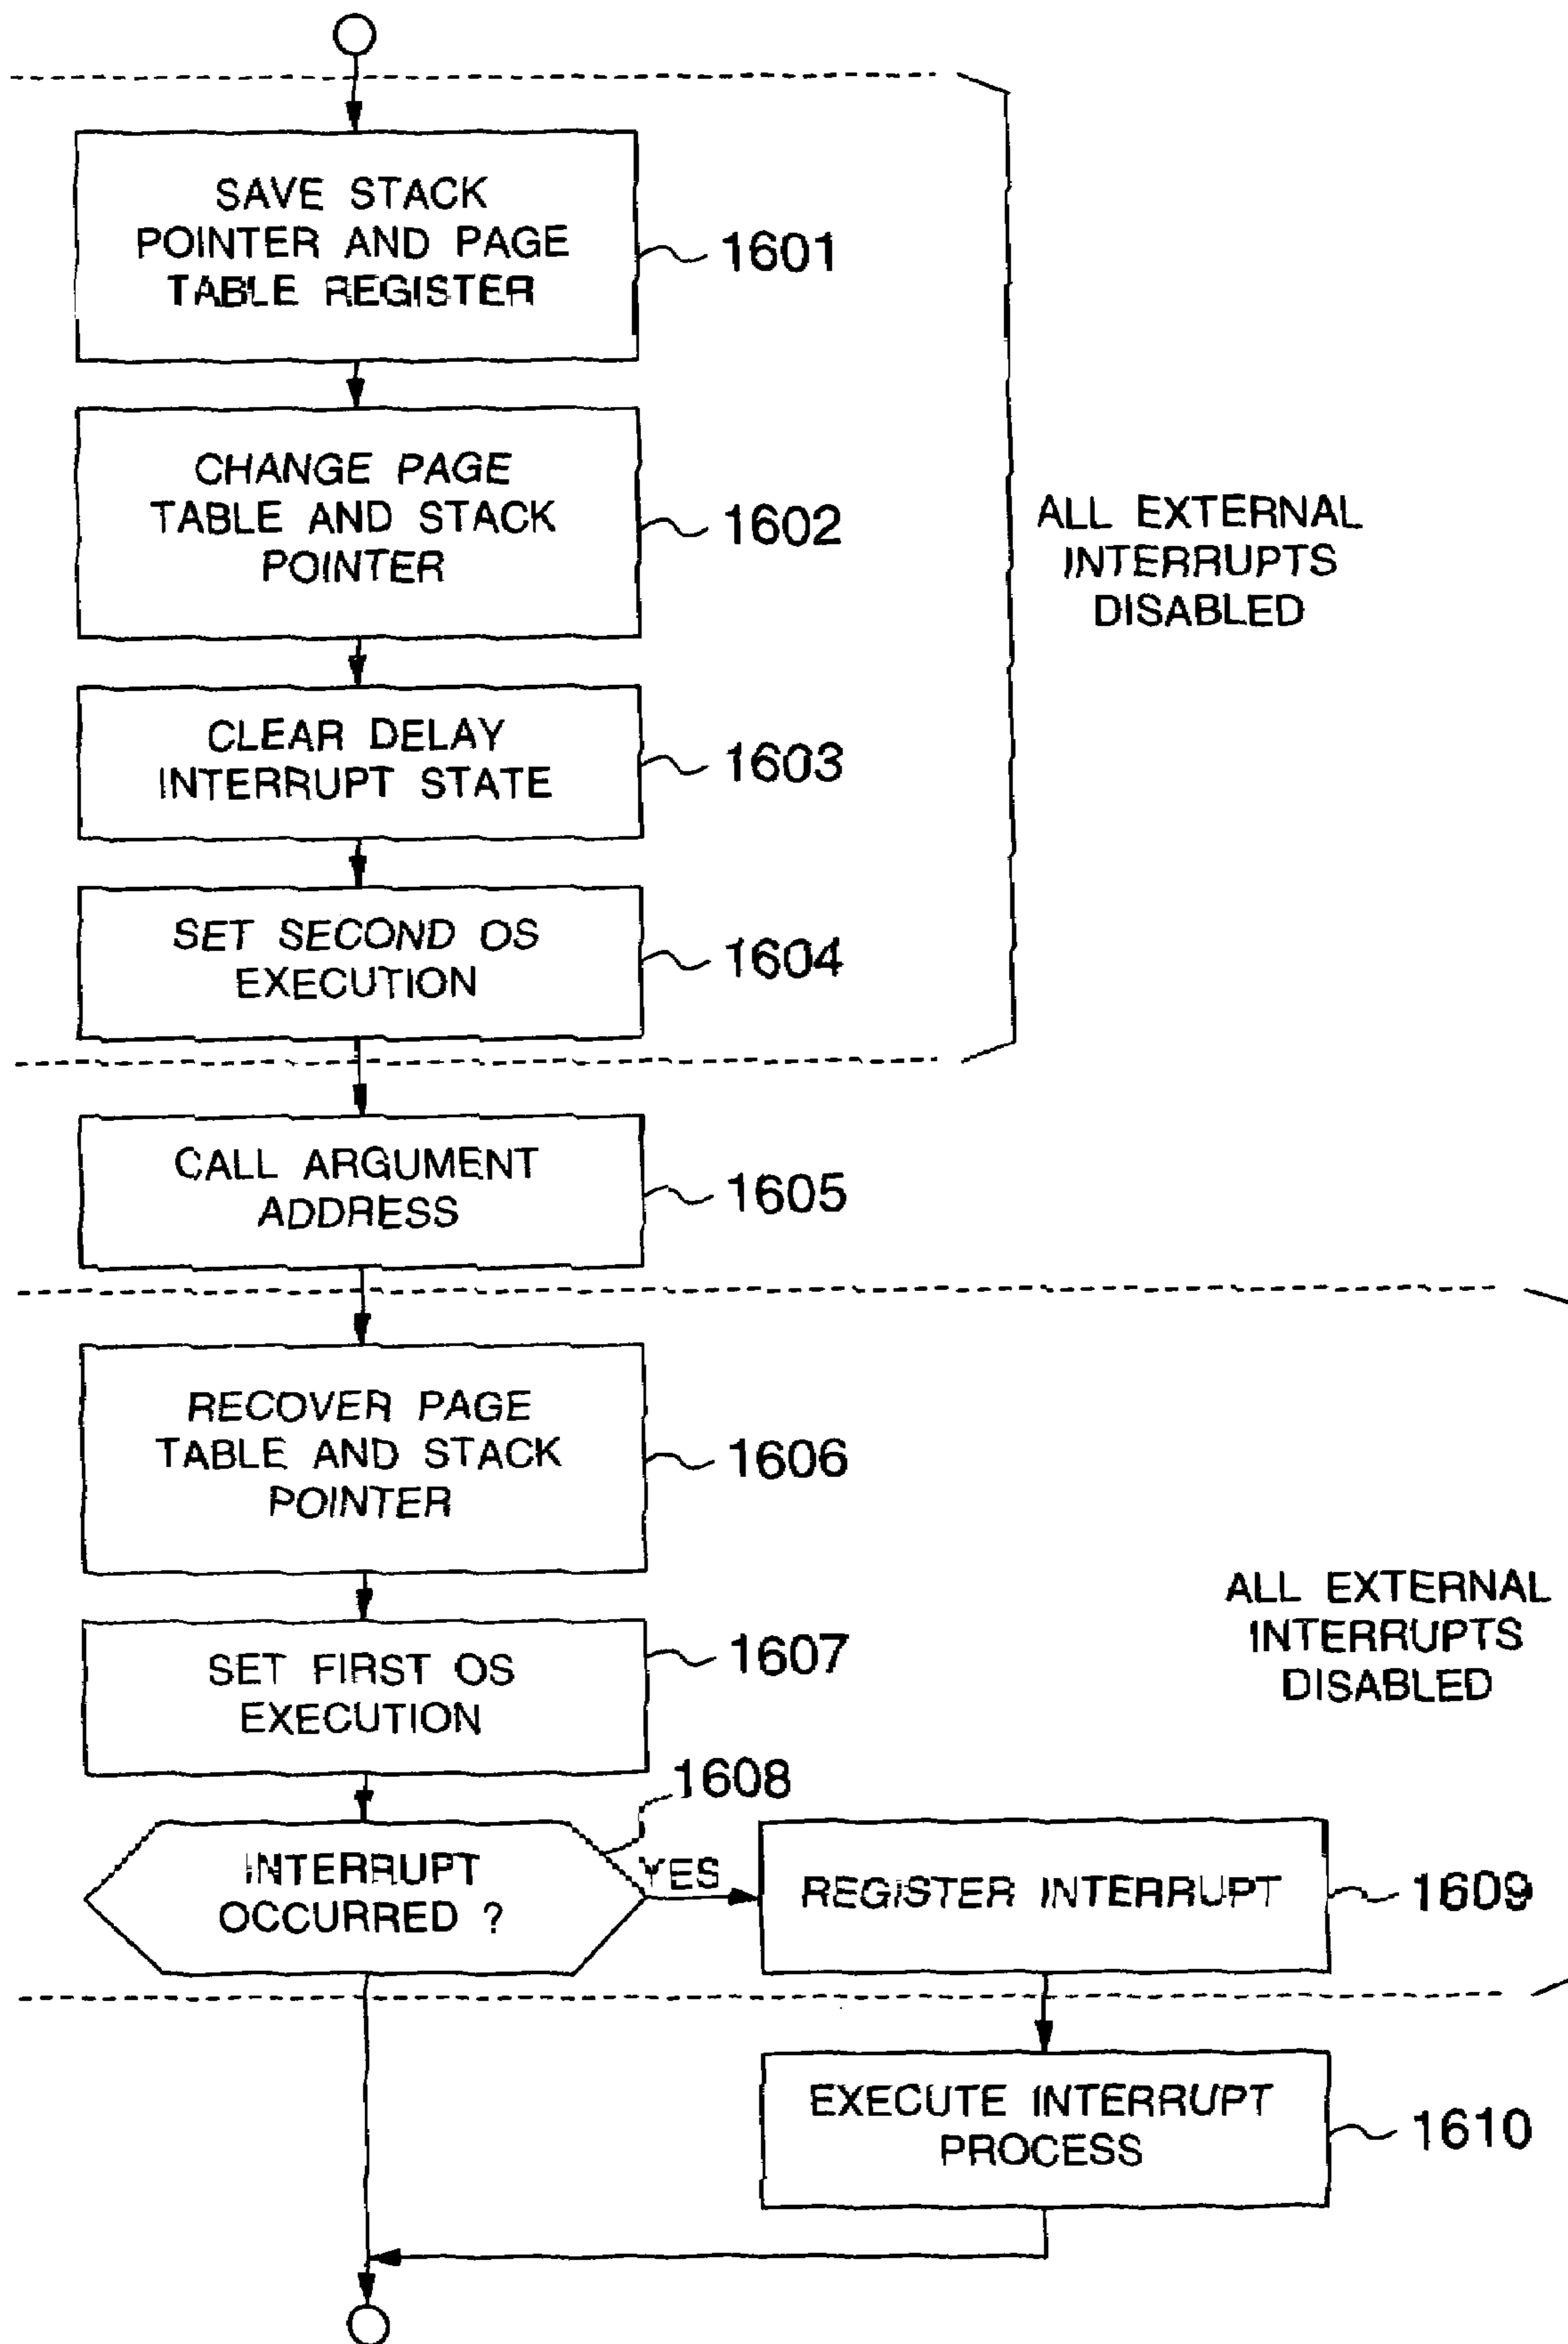 SAVE STACK
POINTER AND PAGE
TABLE REGISTER
1601
CHANGE PAGE
TABLE AND STACK
POINTER
1602
ALL EXTERNAL
INTERRUPTS
DISABLED
CLEAR DELAY
INTERRUPT STATE
1603
SET SECOND OS
EXECUTION
1604
CALL ARGUMENT
ADDRESS
1605
RECOVER PAGE
TABLE AND STACK
POINTER
1606
ALL EXTERNAL
INTERRUPTS
DISABLED
SET FIRST OS
EXECUTION
1607
1608
INTERRUPT
OCCURRED ?
YES
REGISTER INTERRUPT
1609
EXECUTE INTERRUPT
PROCESS
1610